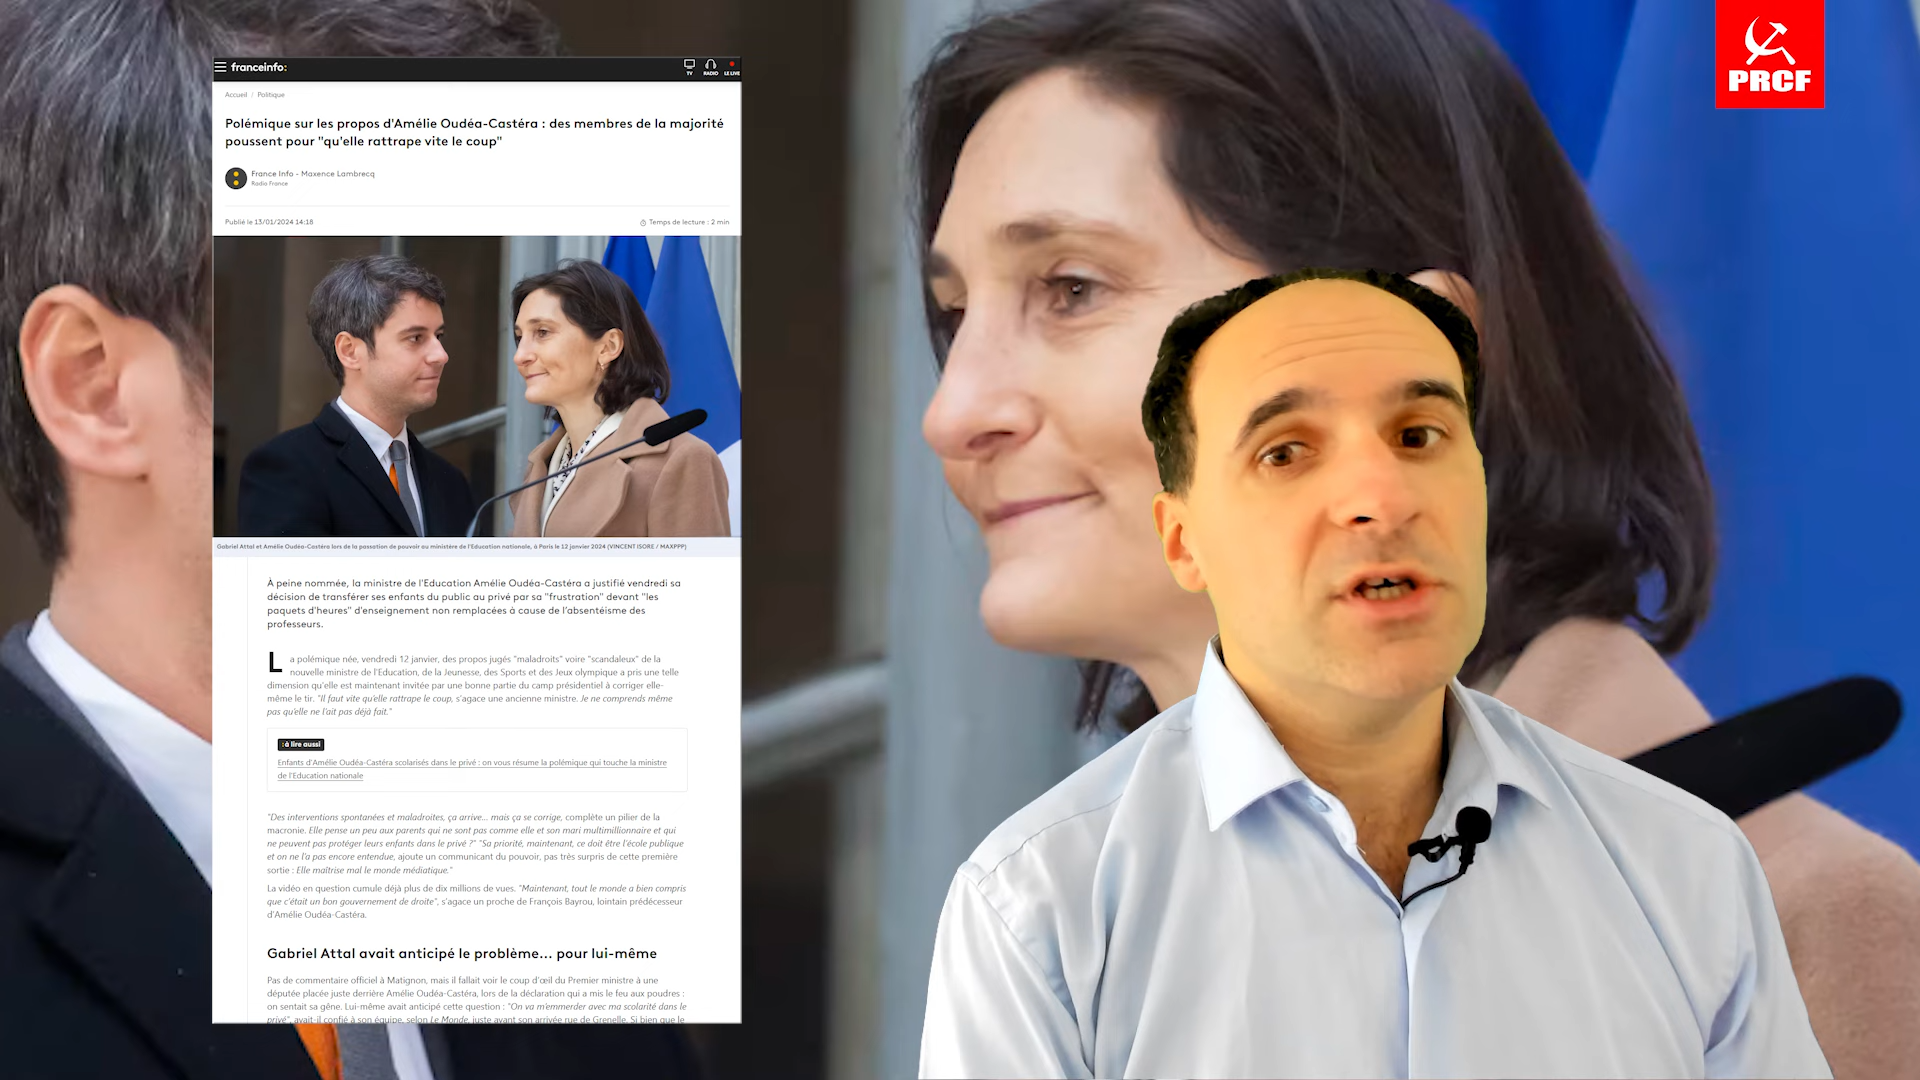 franceinfo:
TV RADIO LE LIVE
Accueil / Politique
Polémique sur les propos d'Amélie Oudéa-Castéra : des membres de la majorité
poussent pour "qu'elle rattrape vite le coup"
France Info - Maxence Lambrecq
Radio France
Publié le 13/01/2024 14:18
Temps de lecture : 2 min
Gabriel Attal et Amélie Oudéa-Castéra lors de la passation de pouvoir au ministère de l'Education nationale, à Paris le 12 janvier 2024 (VINCENT ISORE / MAXPPP)
À peine nommée, la ministre de l'Education Amélie Oudéa-Castéra a justifié vendredi sa
décision de transférer ses enfants du public au privé par sa "frustration" devant "les
paquets d'heures" d'enseignement non remplacées à cause de l'absentéisme des
professeurs.
La polémique née, vendredi 12 janvier, des propos jugés "maladroits" voire "scandaleux" de la
nouvelle ministre de l'Education, de la Jeunesse, des Sports et des Jeux olympique a pris une telle
dimension qu'elle est maintenant invitée par une bonne partie du camp présidentiel à corriger elle-
même le tir. "Il faut vite qu'elle rattrape le coup, s'agace une ancienne ministre. Je ne comprends même
pas qu'elle ne l'ait pas déjà fait."
: à lire aussi
Enfants d'Amélie Oudéa-Castéra scolarisés dans le privé : on vous résume la polémique qui touche la ministre
de l'Education nationale
"Des interventions spontanées et maladroites, ça arrive... mais ça se corrige, complète un pilier de la
macronie. Elle pense un peu aux parents qui ne sont pas comme elle et son mari multimillionnaire et qui
ne peuvent pas protéger leurs enfants dans le privé ?" "Sa priorité, maintenant, ce doit être l'école publique
et on ne l'a pas encore entendue, ajoute un communicant du pouvoir, pas très surpris de cette première
sortie : Elle maîtrise mal le monde médiatique."
La vidéo en question cumule déjà plus de dix millions de vues. "Maintenant, tout le monde a bien compris
que c'était un bon gouvernement de droite", s'agace un proche de François Bayrou, lointain prédécesseur
d'Amélie Oudéa-Castéra.
Gabriel Attal avait anticipé le problème... pour lui-même
Pas de commentaire officiel à Matignon, mais il fallait voir le coup d'œil du Premier ministre à une
députée placée juste derrière Amélie Oudéa-Castéra, lors de la déclaration qui a mis le feu aux poudres :
on sentait sa gêne. Lui-même avait anticipé cette question : "On va m'emmerder avec ma scolarité dans le
privé", avait-il confié à son équipe, selon Le Monde, juste avant son arrivée rue de Grenelle. Si bien que le
PRCF